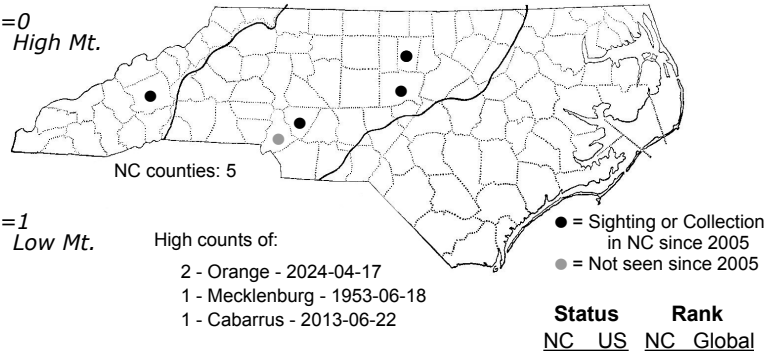 =0
High Mt.
NC counties: 5
=1
Low Mt.
High counts of:
2 - Orange - 2024-04-17
1 - Mecklenburg - 1953-06-18
1 - Cabarrus - 2013-06-22
● = Sighting or Collection
in NC since 2005
● = Not seen since 2005
Status Rank
NC US NC Global